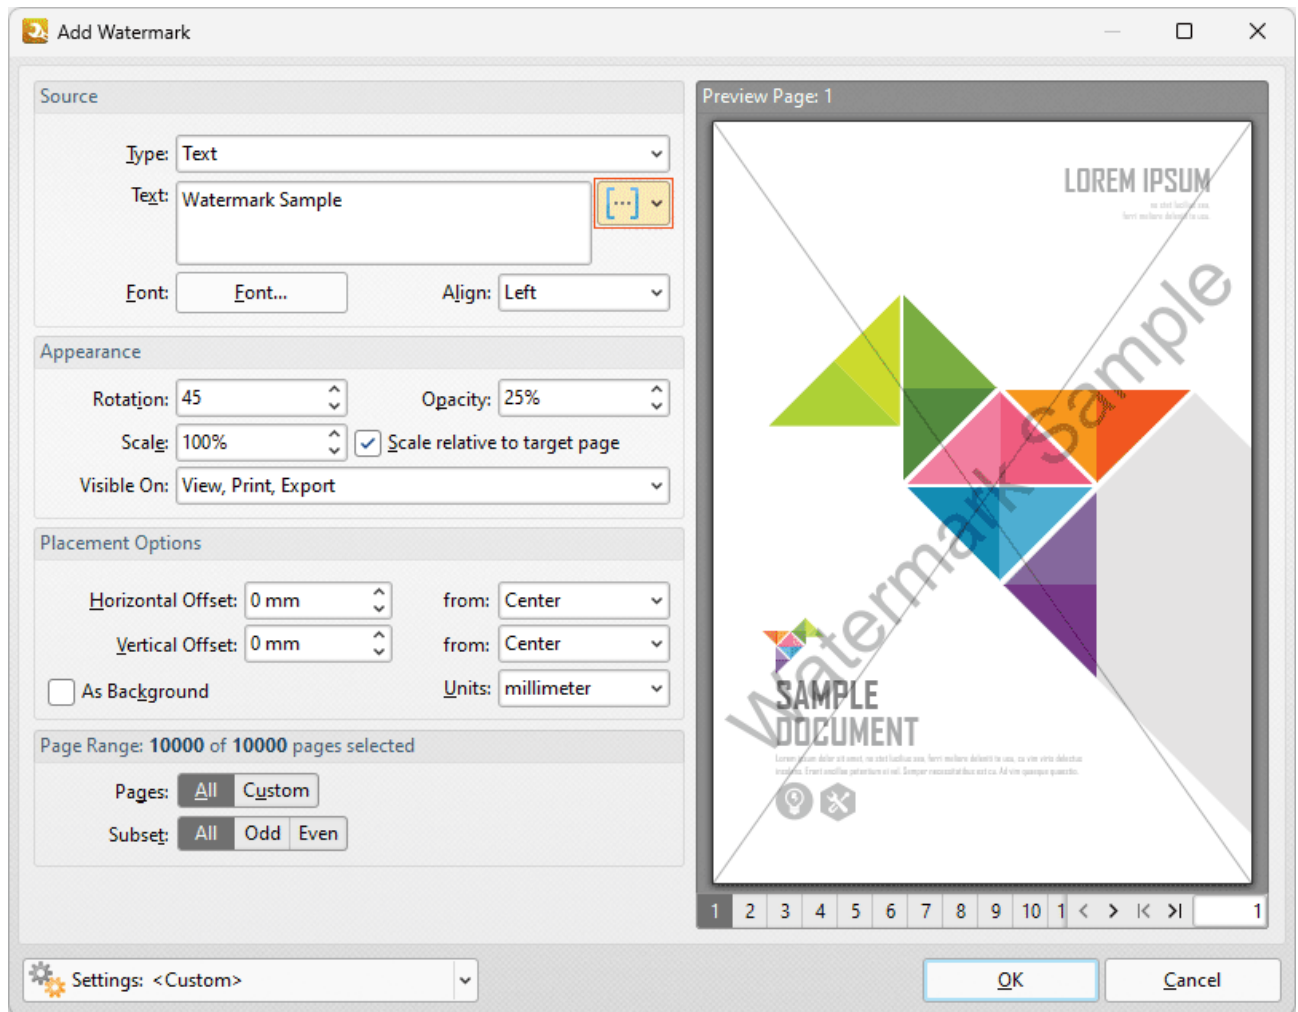 Add Watermark
Source
Type: Text
Text: Watermark Sample
[...]
Font: Font... Align: Left
Appearance
Rotation: 45 Opacity: 25%
Scale: 100% Scale relative to target page
Visible On: View, Print, Export
Placement Options
Horizontal Offset: 0 mm from: Center
Vertical Offset: 0 mm from: Center
As Background Units: millimeter
Page Range: 10000 of 10000 pages selected
Pages: All Custom
Subset: All Odd Even
Preview Page: 1
LOREM IPSUM
Watermark Sample
SAMPLE
DOCUMENT
1 2 3 4 5 6 7 8 9 10 1 < > |< >| 1
Settings: <Custom> OK Cancel